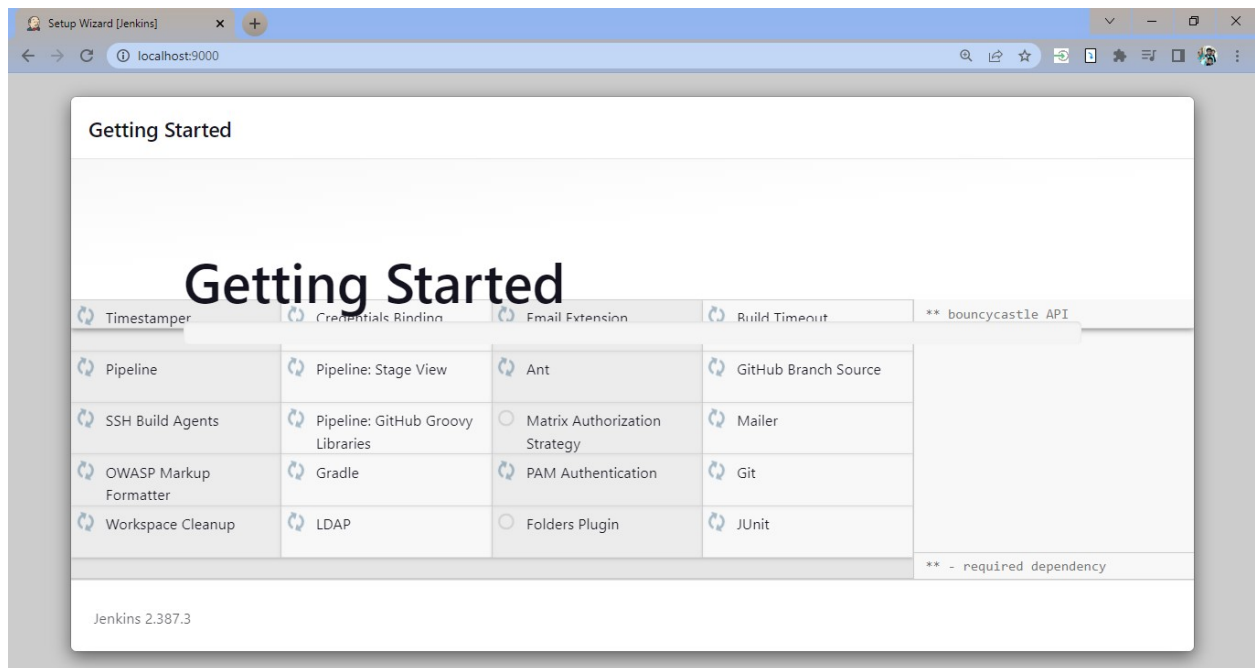 Setup Wizard [Jenkins]
localhost:9000
Getting Started
Getting Started
Timestamper Credentials Binding Email Extension Build Timeout ** bouncycastle API
Pipeline Pipeline: Stage View Ant GitHub Branch Source
SSH Build Agents Pipeline: GitHub Groovy Matrix Authorization Mailer
Libraries Strategy
OWASP Markup Gradle PAM Authentication Git
Formatter
Workspace Cleanup LDAP Folders Plugin JUnit
** - required dependency
Jenkins 2.387.3